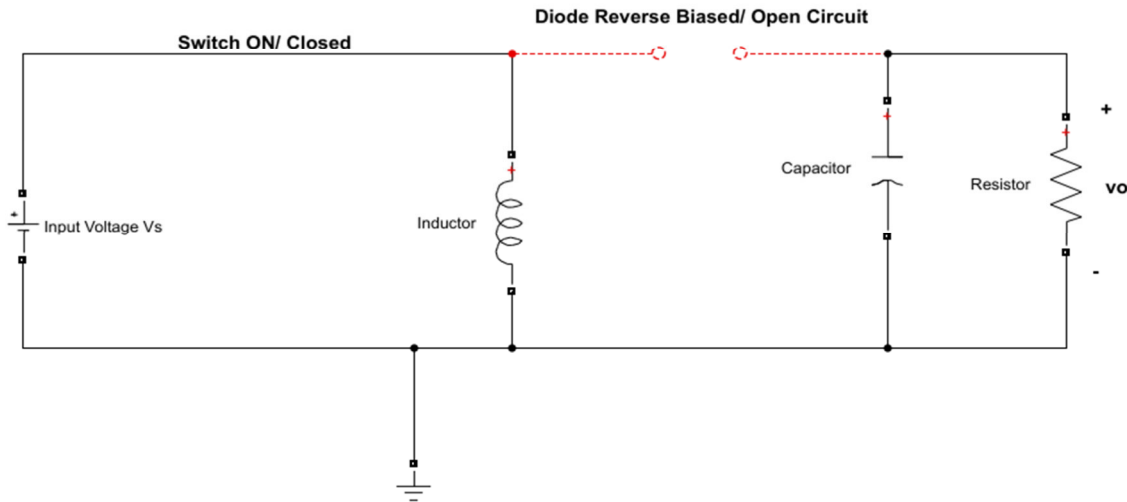 Diode Reverse Biased/ Open Circuit
Switch ON/ Closed
+
Capacitor
Resistor
vo
+
Input Voltage Vs
Inductor
-